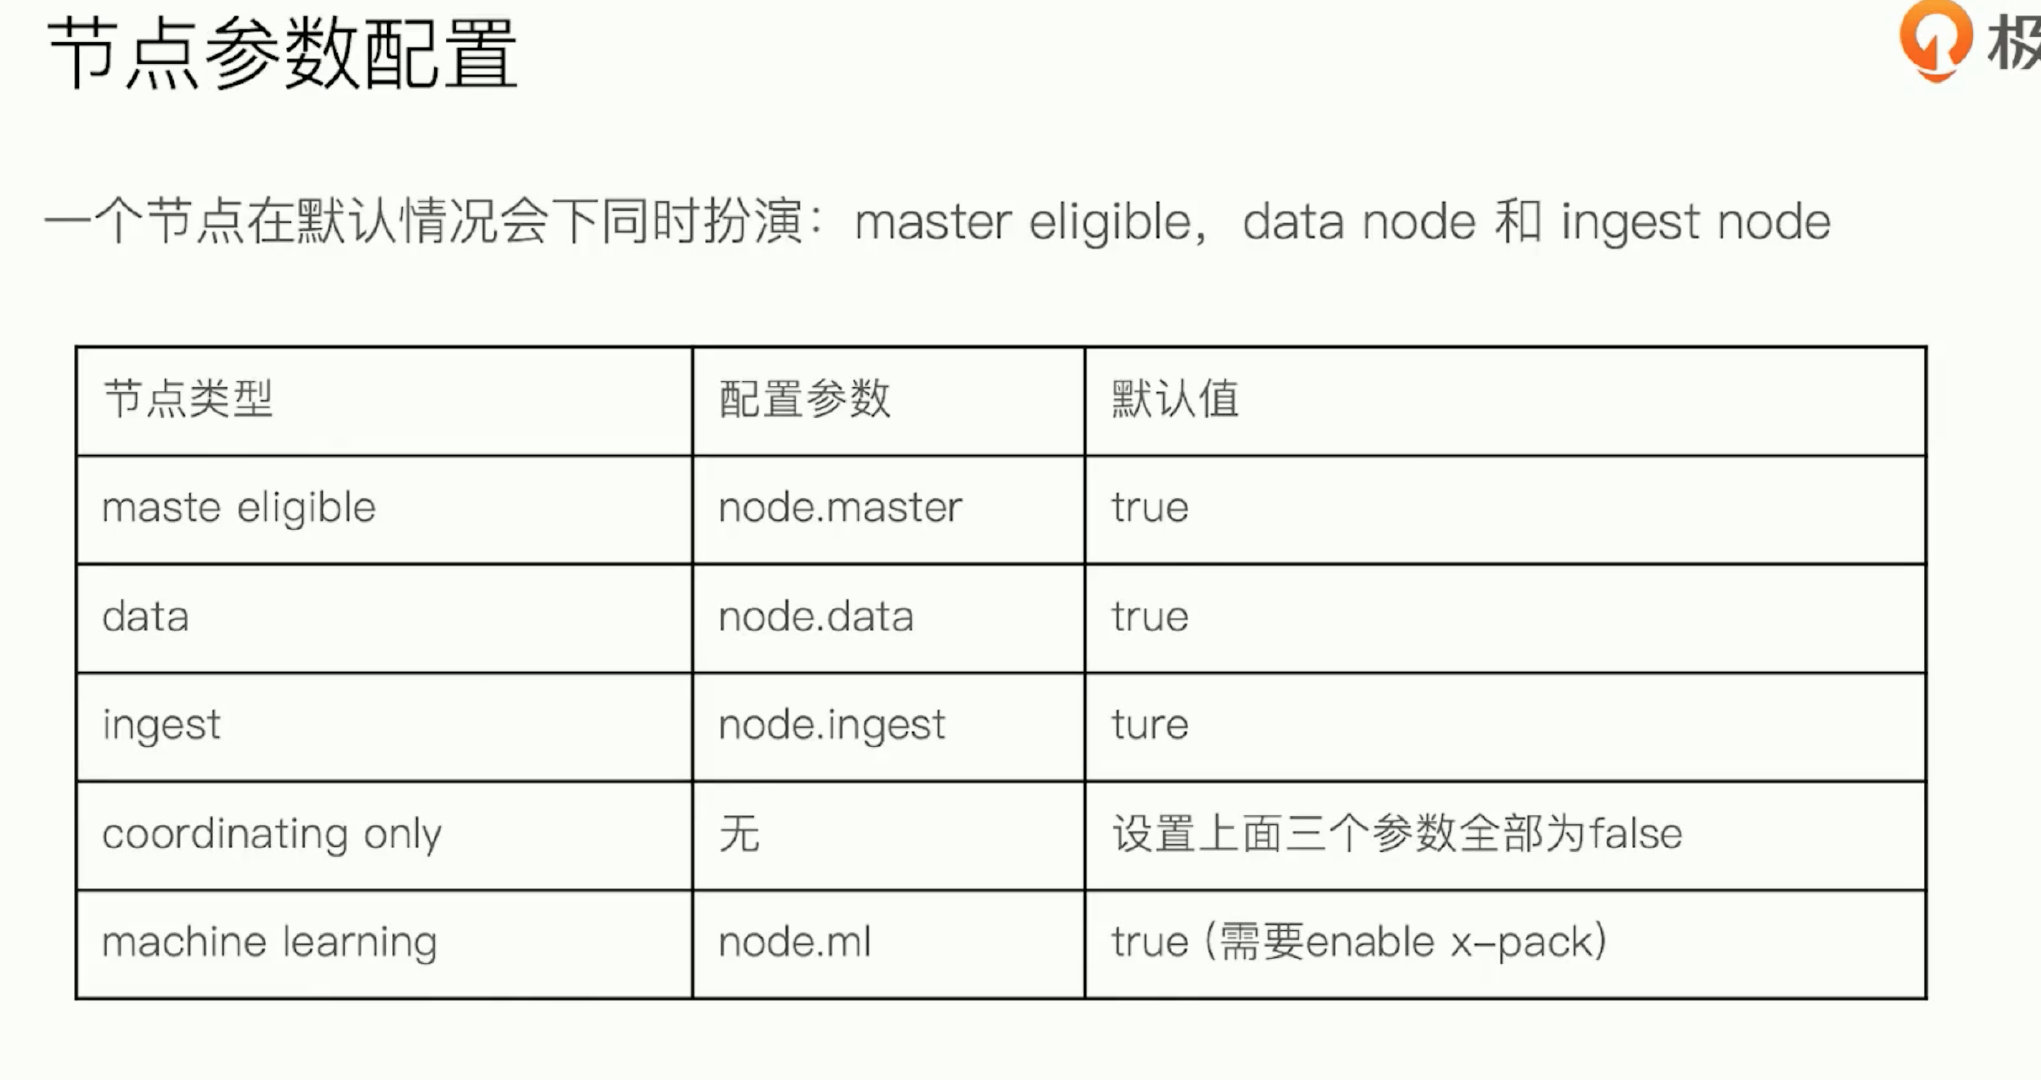 节点参数配置
极
一个节点在默认情况会下同时扮演：master eligible，data node 和 ingest node
节点类型 配置参数 默认值
maste eligible node.master true
data node.data true
ingest node.ingest ture
coordinating only 无 设置上面三个参数全部为false
machine learning node.ml true (需要enable x-pack)